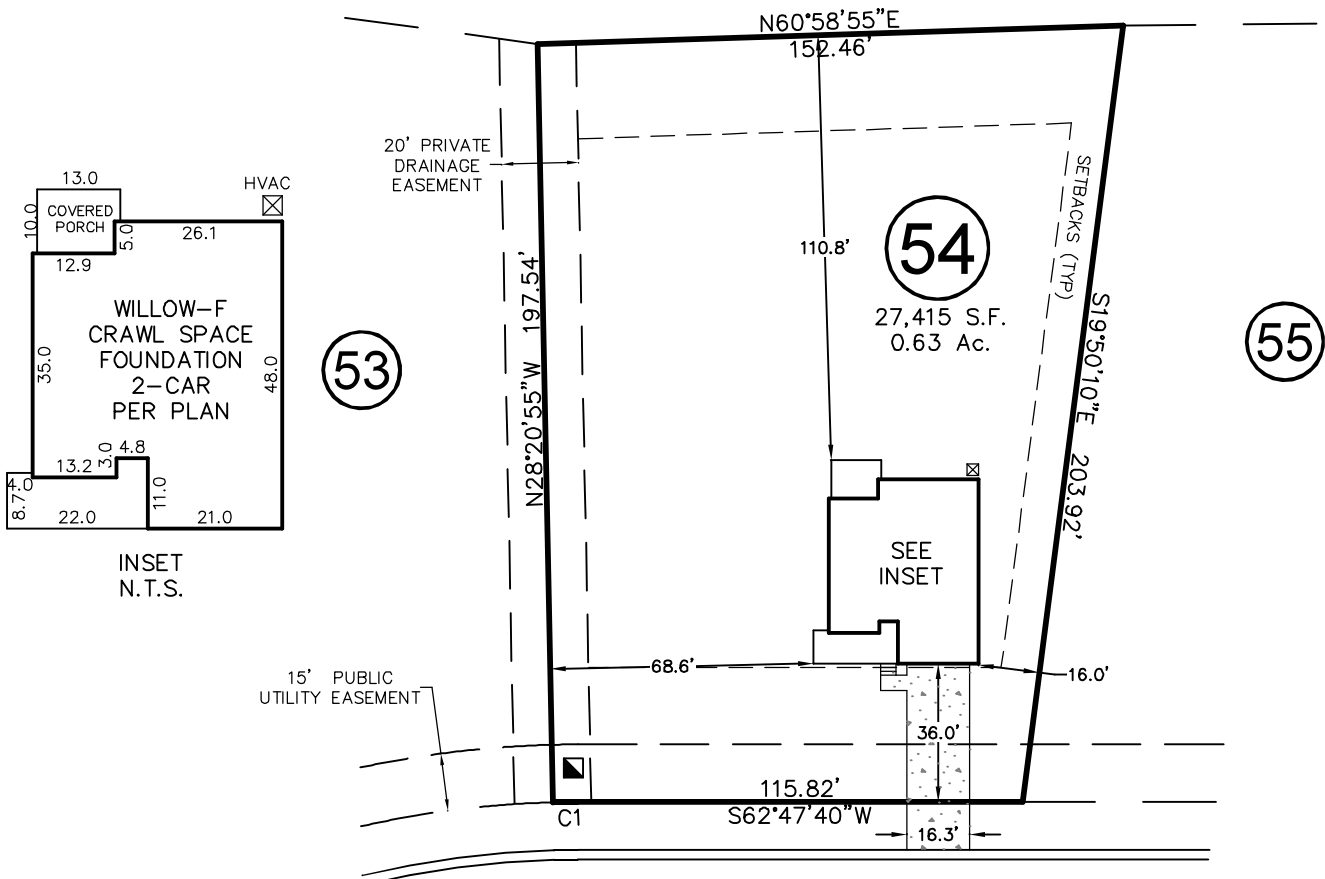 N60°58'55"E
152.46'
20' PRIVATE
DRAINAGE
EASEMENT
13.0
HVAC
10.0
COVERED
PORCH
5.0
26.1
12.9
WILLOW-F
CRAWL SPACE
FOUNDATION
2-CAR
PER PLAN
35.0
48.0
13.2
3.0
4.8
4.0
8.7
11.0
22.0
21.0
INSET
N.T.S.
53
N28°20'55"W 197.54'
110.8'
54
27,415 S.F.
0.63 Ac.
SETBACKS (TYP)
S19°50'10"E 203.92'
55
SEE
INSET
68.6'
16.0'
15' PUBLIC
UTILITY EASEMENT
36.0'
115.82'
C1
S62°47'40"W
16.3'